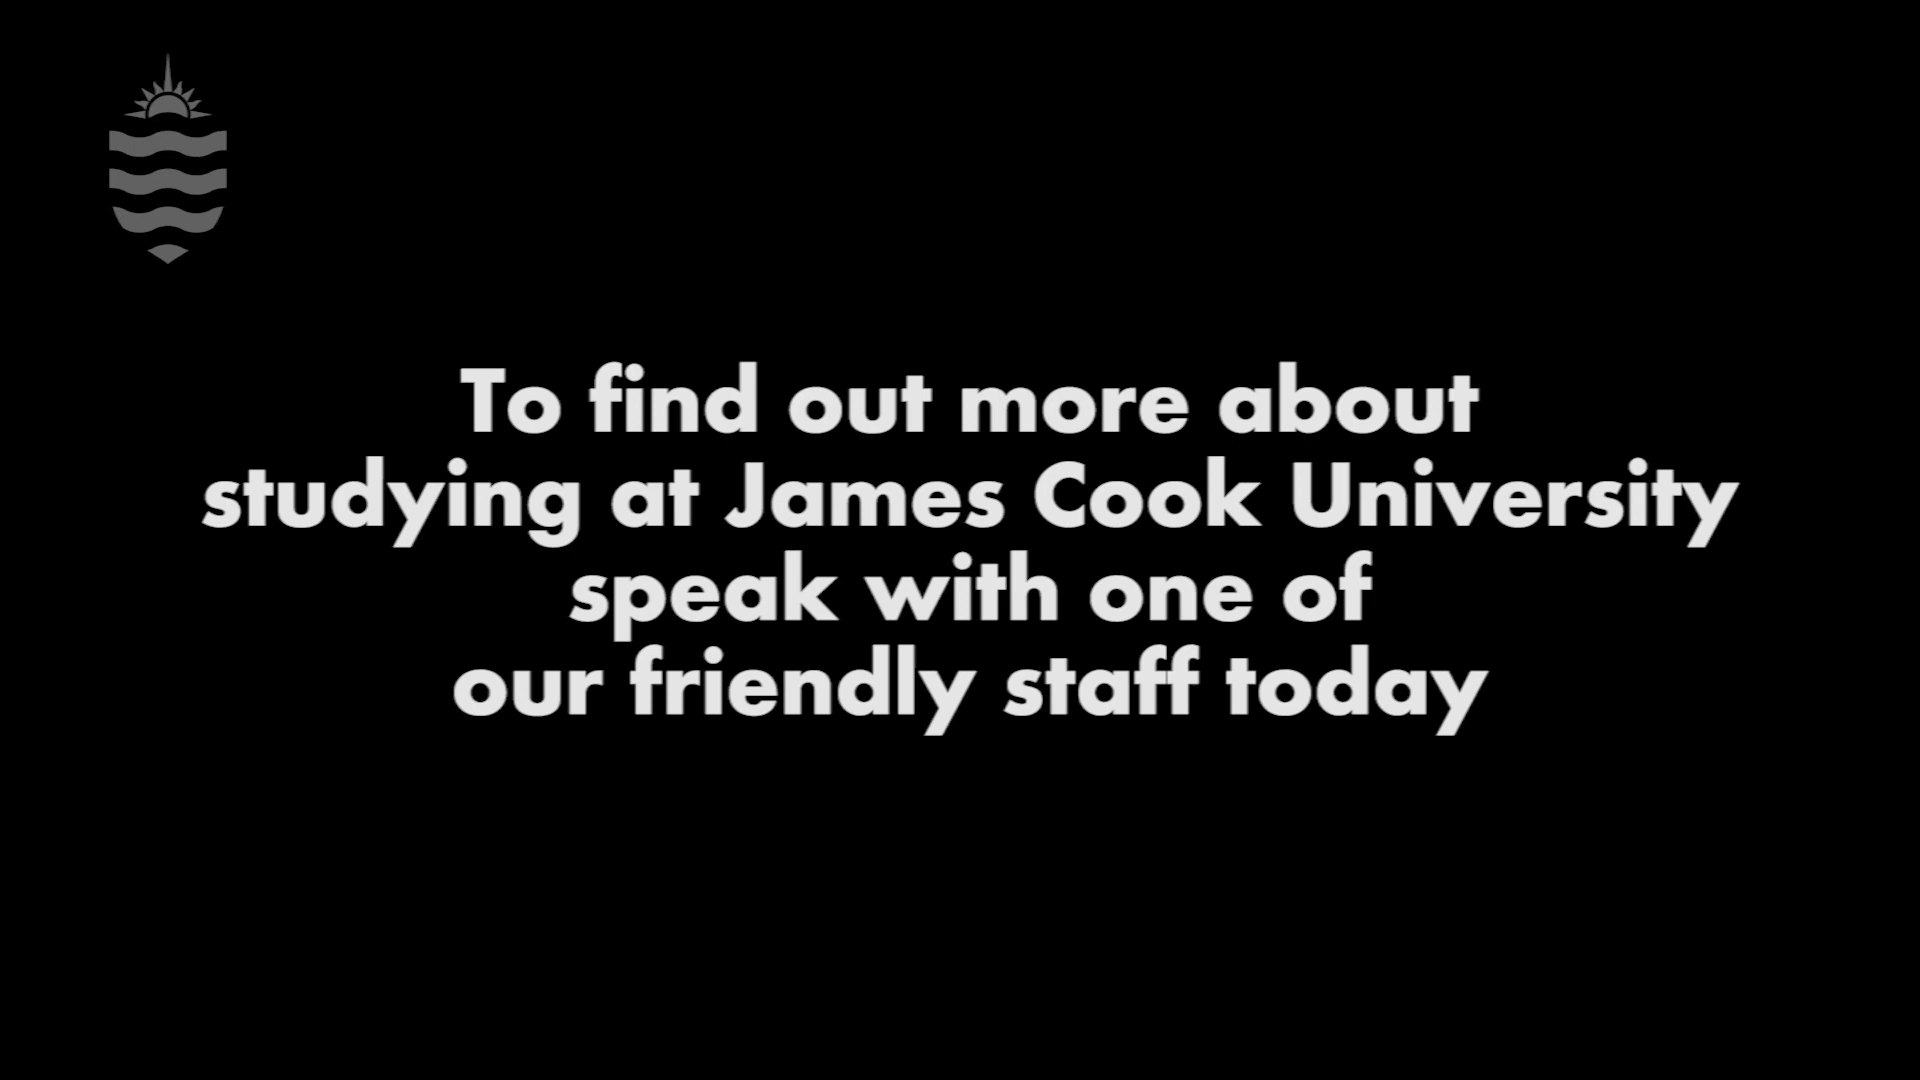 To find out more about
studying at James Cook University
speak with one of
our friendly staff today